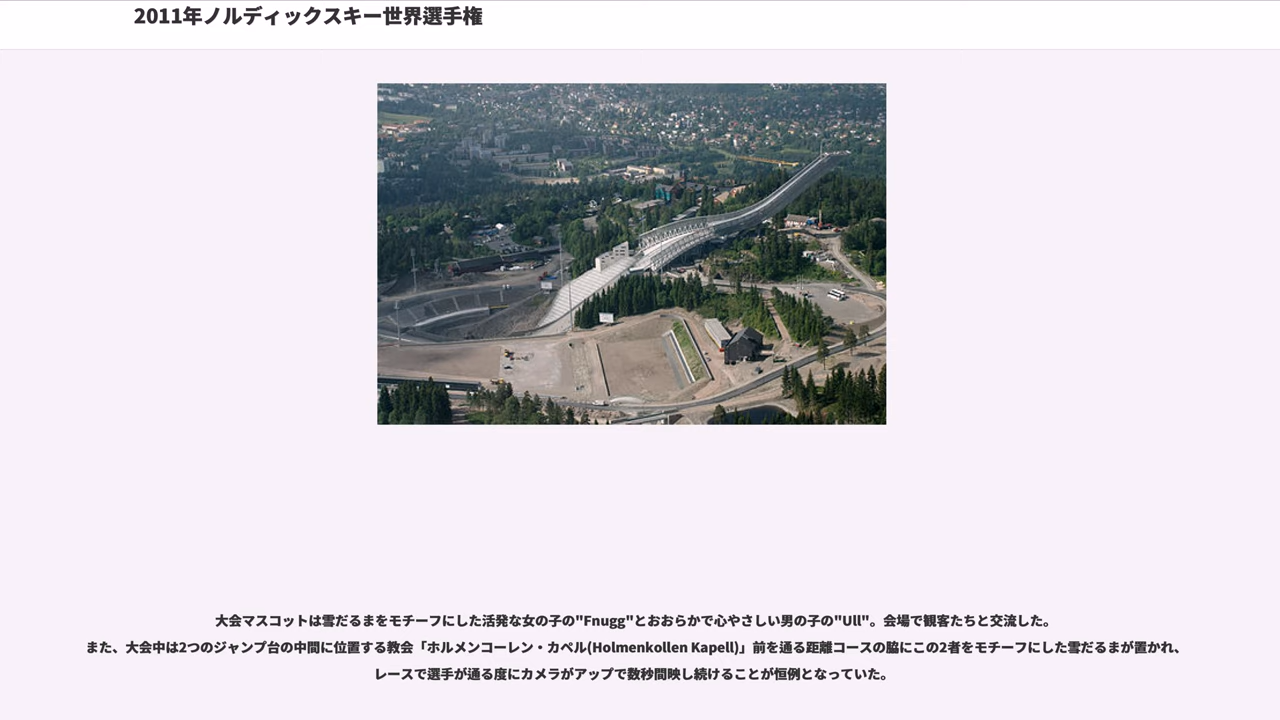 2011年ノルディックスキー世界選手権
大会マスコットは雪だるまをモチーフにした活発な女の子の"Fnugg"とおおらかで心やさしい男の子の"Ull"。会場で観客たちと交流した。
また、大会中は2つのジャンプ台の中間に位置する教会「ホルメンコーレン・カペル(Holmenkollen Kapell)」前を通る距離コースの脇にこの2者をモチーフにした雪だるまが置かれ、
レースで選手が通る度にカメラがアップで数秒間映し続けることが恒例となっていた。